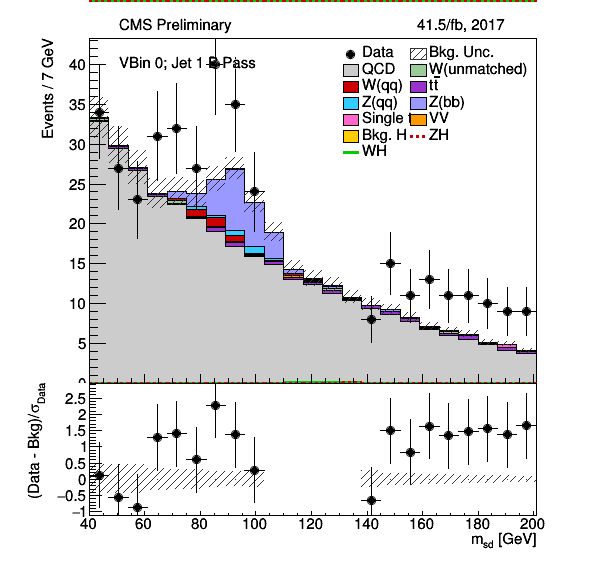 CMS Preliminary 41.5/fb, 2017
VBin 0; Jet 1 Pass
Data Bkg. Unc.
QCD W(unmatched)
W(qq) tt̄
Z(qq) Z(bb)
Single VV
Bkg. H ZH
WH
Events / 7 GeV
40
35
30
25
20
15
10
5
0
(Data - Bkg)/σData
2.5
2
1.5
1
0.5
0
−0.5
−1
40 60 80 100 120 140 160 180 200
msd [GeV]